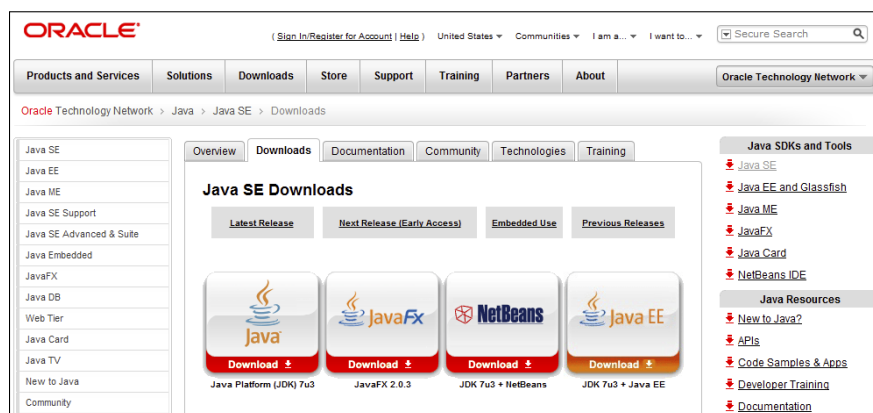 ORACLE
( Sign In/Register for Account | Help ) United States Communities I am a... I want to... Secure Search
Products and Services Solutions Downloads Store Support Training Partners About Oracle Technology Network
Oracle Technology Network > Java > Java SE > Downloads
Java SE
Java EE
Java ME
Java SE Support
Java SE Advanced & Suite
Java Embedded
JavaFX
Java DB
Web Tier
Java Card
Java TV
New to Java
Community
Overview Downloads Documentation Community Technologies Training
Java SE Downloads
Latest Release Next Release (Early Access) Embedded Use Previous Releases
Java JavaFX NetBeans Java EE
Download Download Download Download
Java Platform (JDK) 7u3 JavaFX 2.0.3 JDK 7u3 + NetBeans JDK 7u3 + Java EE
Java SDKs and Tools
Java SE
Java EE and Glassfish
Java ME
JavaFX
Java Card
NetBeans IDE
Java Resources
New to Java?
APIs
Code Samples & Apps
Developer Training
Documentation